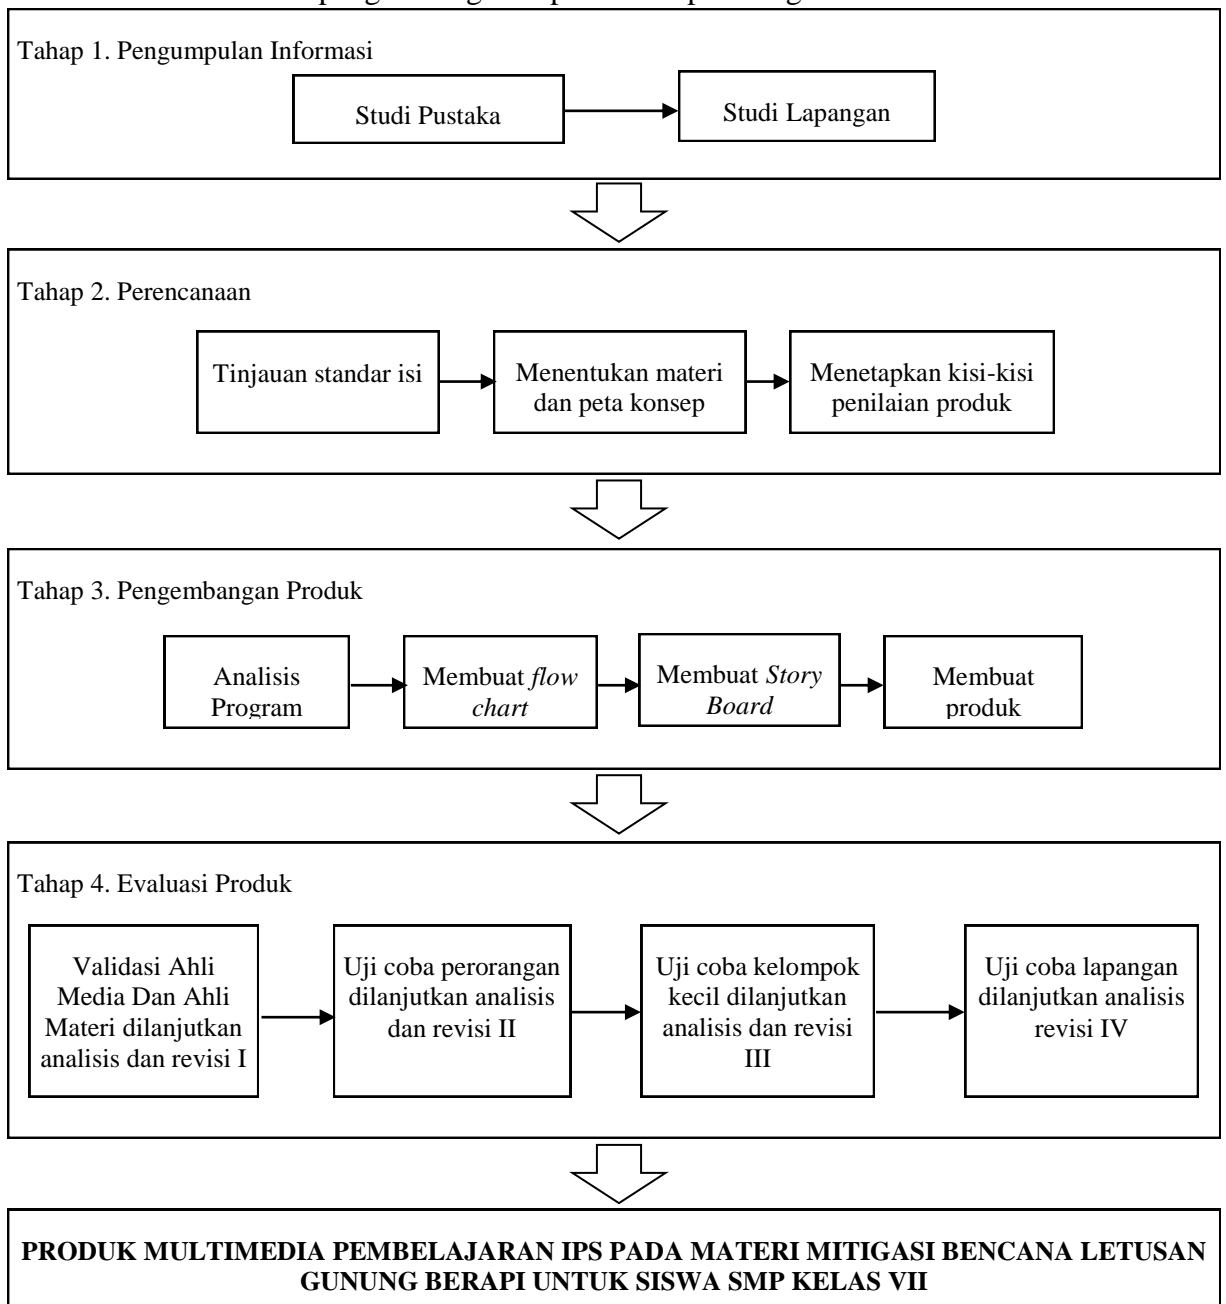 Tahap 1. Pengumpulan Informasi
Studi Pustaka
Studi Lapangan
Tahap 2. Perencanaan
Tinjauan standar isi
Menentukan materi
dan peta konsep
Menetapkan kisi-kisi
penilaian produk
Tahap 3. Pengembangan Produk
Analisis
Program
Membuat flow
chart
Membuat Story
Board
Membuat
produk
Tahap 4. Evaluasi Produk
Validasi Ahli
Media Dan Ahli
Materi dilanjutkan
analisis dan revisi I
Uji coba perorangan
dilanjutkan analisis
dan revisi II
Uji coba kelompok
kecil dilanjutkan
analisis dan revisi
III
Uji coba lapangan
dilanjutkan analisis
revisi IV
PRODUK MULTIMEDIA PEMBELAJARAN IPS PADA MATERI MITIGASI BENCANA LETUSAN
GUNUNG BERAPI UNTUK SISWA SMP KELAS VII